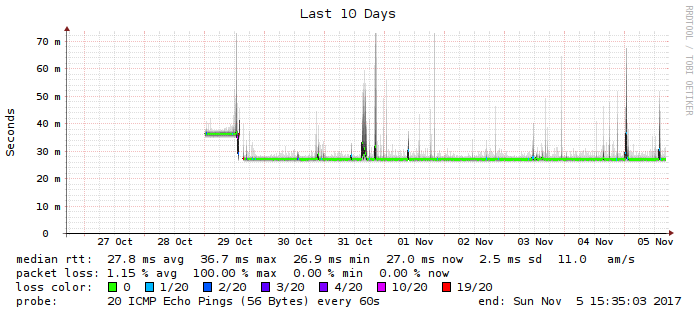 Last 10 Days
RRDTOOL / TOBI OETIKER
Seconds
70 m
60 m
50 m
40 m
30 m
20 m
10 m
0
27 Oct 28 Oct 29 Oct 30 Oct 31 Oct 01 Nov 02 Nov 03 Nov 04 Nov 05 Nov
median rtt: 27.8 ms avg 36.7 ms max 26.9 ms min 27.0 ms now 2.5 ms sd 11.0 am/s
packet loss: 1.15 % avg 100.00 % max 0.00 % min 0.00 % now
loss color: 0 1/20 2/20 3/20 4/20 10/20 19/20
probe: 20 ICMP Echo Pings (56 Bytes) every 60s end: Sun Nov 5 15:35:03 2017